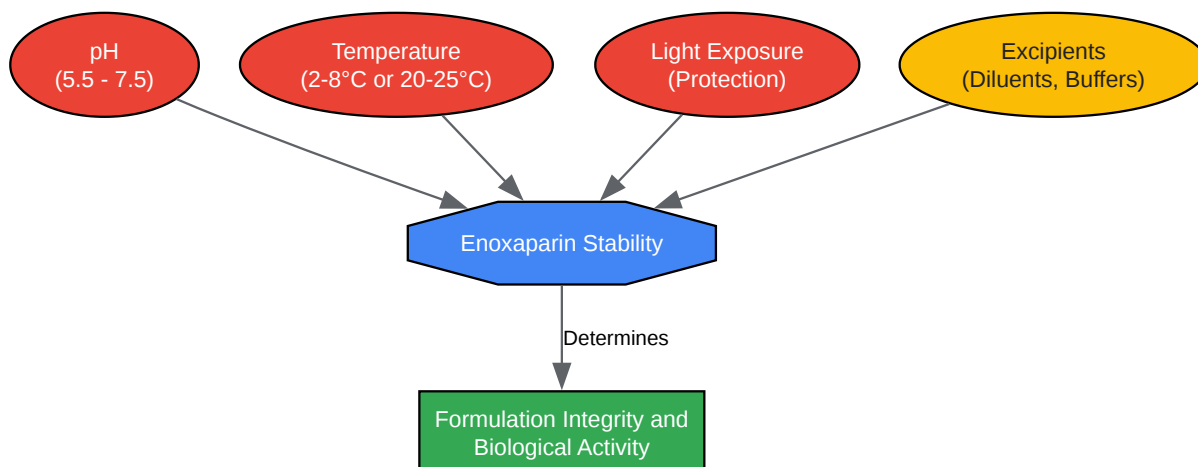 pH
(5.5 - 7.5)
Temperature
(2-8°C or 20-25°C)
Light Exposure
(Protection)
Excipients
(Diluents, Buffers)
Enoxaparin Stability
Determines
Formulation Integrity and
Biological Activity